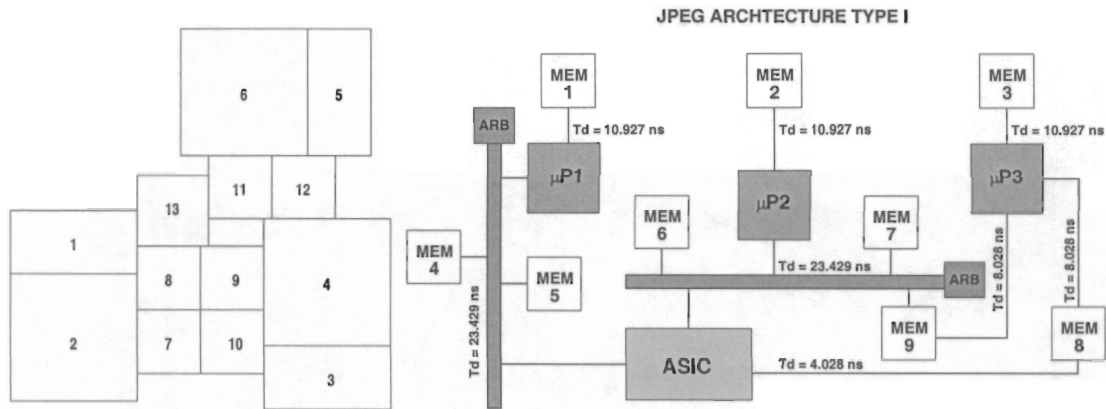 JPEG ARCHTECTURE TYPE I
6
5
11
12
13
1
8
9
4
2
7
10
3
MEM
1
MEM
2
MEM
3
ARB
Td = 10.927 ns
Td = 10.927 ns
Td = 10.927 ns
μP1
μP2
μP3
MEM
6
MEM
7
MEM
4
MEM
5
Td = 23.429 ns
ARB
Td = 8.028 ns
Td = 8.028 ns
Td = 23.429 ns
MEM
9
MEM
8
ASIC
Td = 4.028 ns